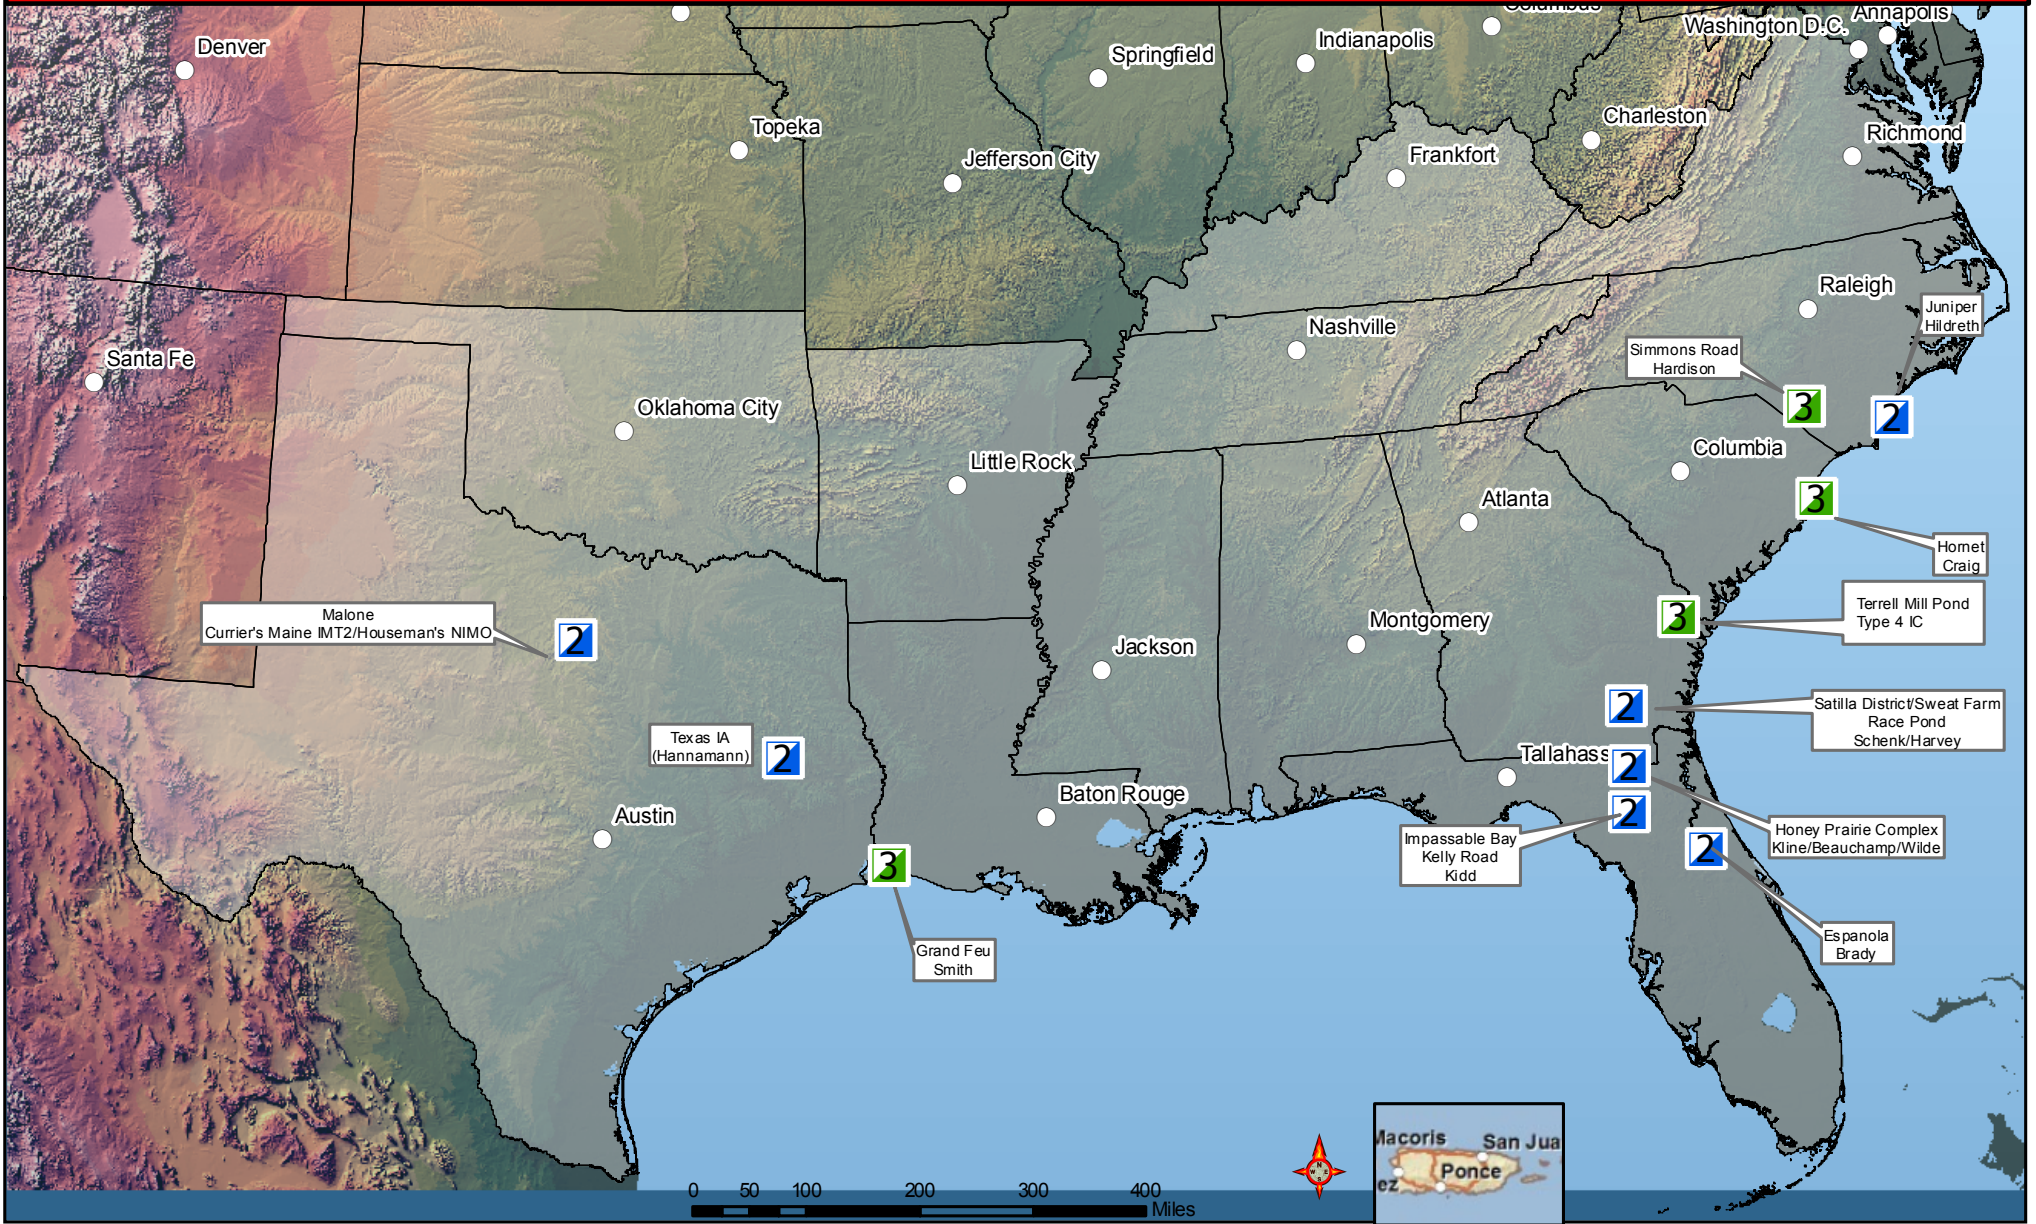 Columbus
Annapolis
Washington D.C.
Denver
Springfield
Indianapolis
Topeka
Charleston
Richmond
Jefferson City
Frankfort
Raleigh
Juniper
Hildreth
Nashville
Santa Fe
Simmons Road
Hardison
3
2
Oklahoma City
Columbia
Little Rock
Atlanta
3
Hornet
Craig
Malone
Currier's Maine IMT2/Houseman's NIMO
2
3
Terrell Mill Pond
Type 4 IC
Montgomery
Jackson
2
Satilla District/Sweat Farm
Race Pond
Schenk/Harvey
Texas IA
(Hannamann)
2
Tallahass
2
Baton Rouge
Austin
2
Impassable Bay
Kelly Road
Kidd
Honey Prairie Complex
Kline/Beauchamp/Wilde
2
3
Espanola
Brady
Grand Feu
Smith
Macoris
San Jua
Ponce
ez
N
W E
S
0 50 100 200 300 400
Miles